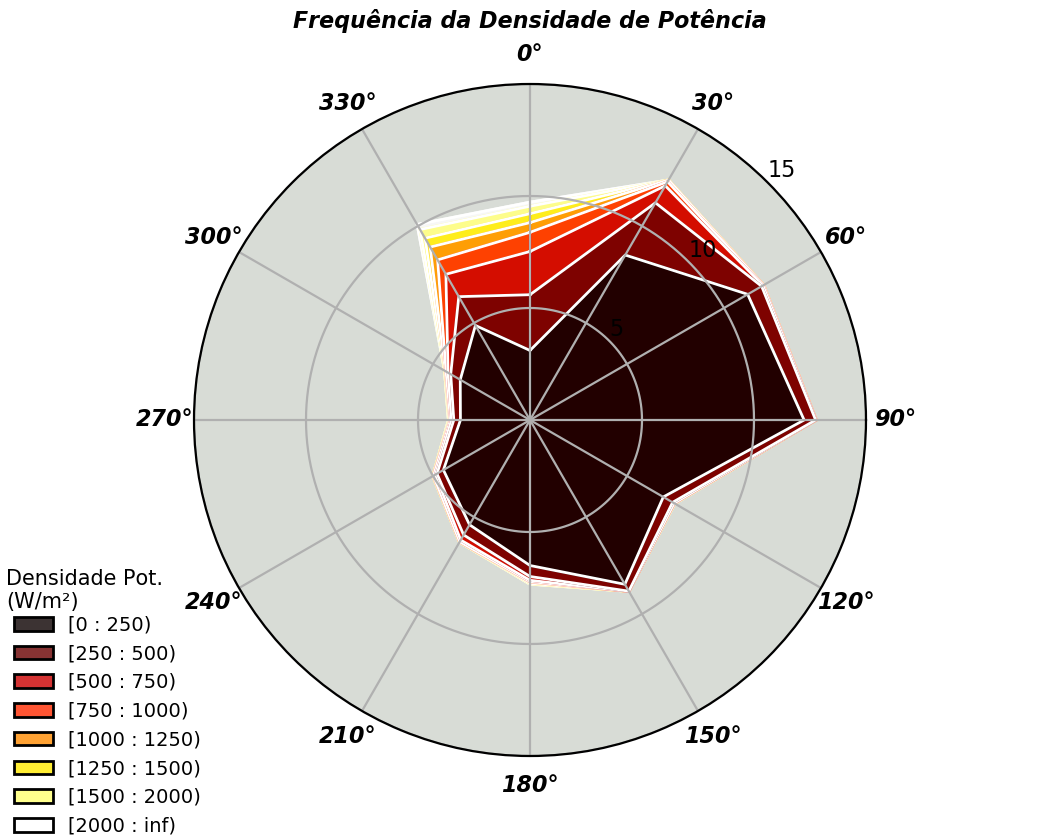 Frequência da Densidade de Potência
0°
330°
30°
15
300°
60°
10
5
270°
90°
Densidade Pot.
(W/m²)
240°
120°
[0 : 250)
[250 : 500)
[500 : 750)
[750 : 1000)
210°
150°
[1000 : 1250)
[1250 : 1500)
180°
[1500 : 2000)
[2000 : inf)